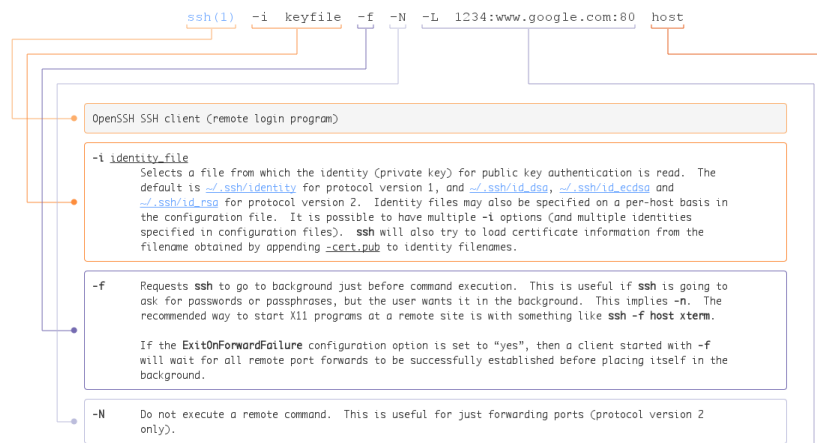 ssh(1) -i keyfile -f -N -L 1234:www.google.com:80 host
OpenSSH SSH client (remote login program)
-i identity_file
Selects a file from which the identity (private key) for public key authentication is read. The
default is ~/.ssh/identity for protocol version 1, and ~/.ssh/id_dsa, ~/.ssh/id_ecdsa and
~/.ssh/id_rsa for protocol version 2. Identity files may also be specified on a per-host basis in
the configuration file. It is possible to have multiple -i options (and multiple identities
specified in configuration files). ssh will also try to load certificate information from the
filename obtained by appending -cert.pub to identity filenames.
-f Requests ssh to go to background just before command execution. This is useful if ssh is going to
ask for passwords or passphrases, but the user wants it in the background. This implies -n. The
recommended way to start X11 programs at a remote site is with something like ssh -f host xterm.
If the ExitOnForwardFailure configuration option is set to “yes”, then a client started with -f
will wait for all remote port forwards to be successfully established before placing itself in the
background.
-N Do not execute a remote command. This is useful for just forwarding ports (protocol version 2
only).